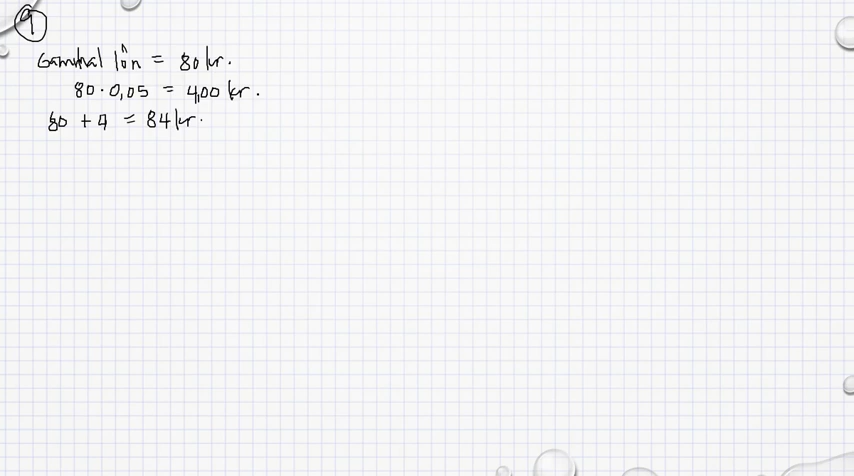 9
Gammal lön = 80 kr.
80 · 0,05 = 4,00 kr.
80 + 4 = 84 kr.